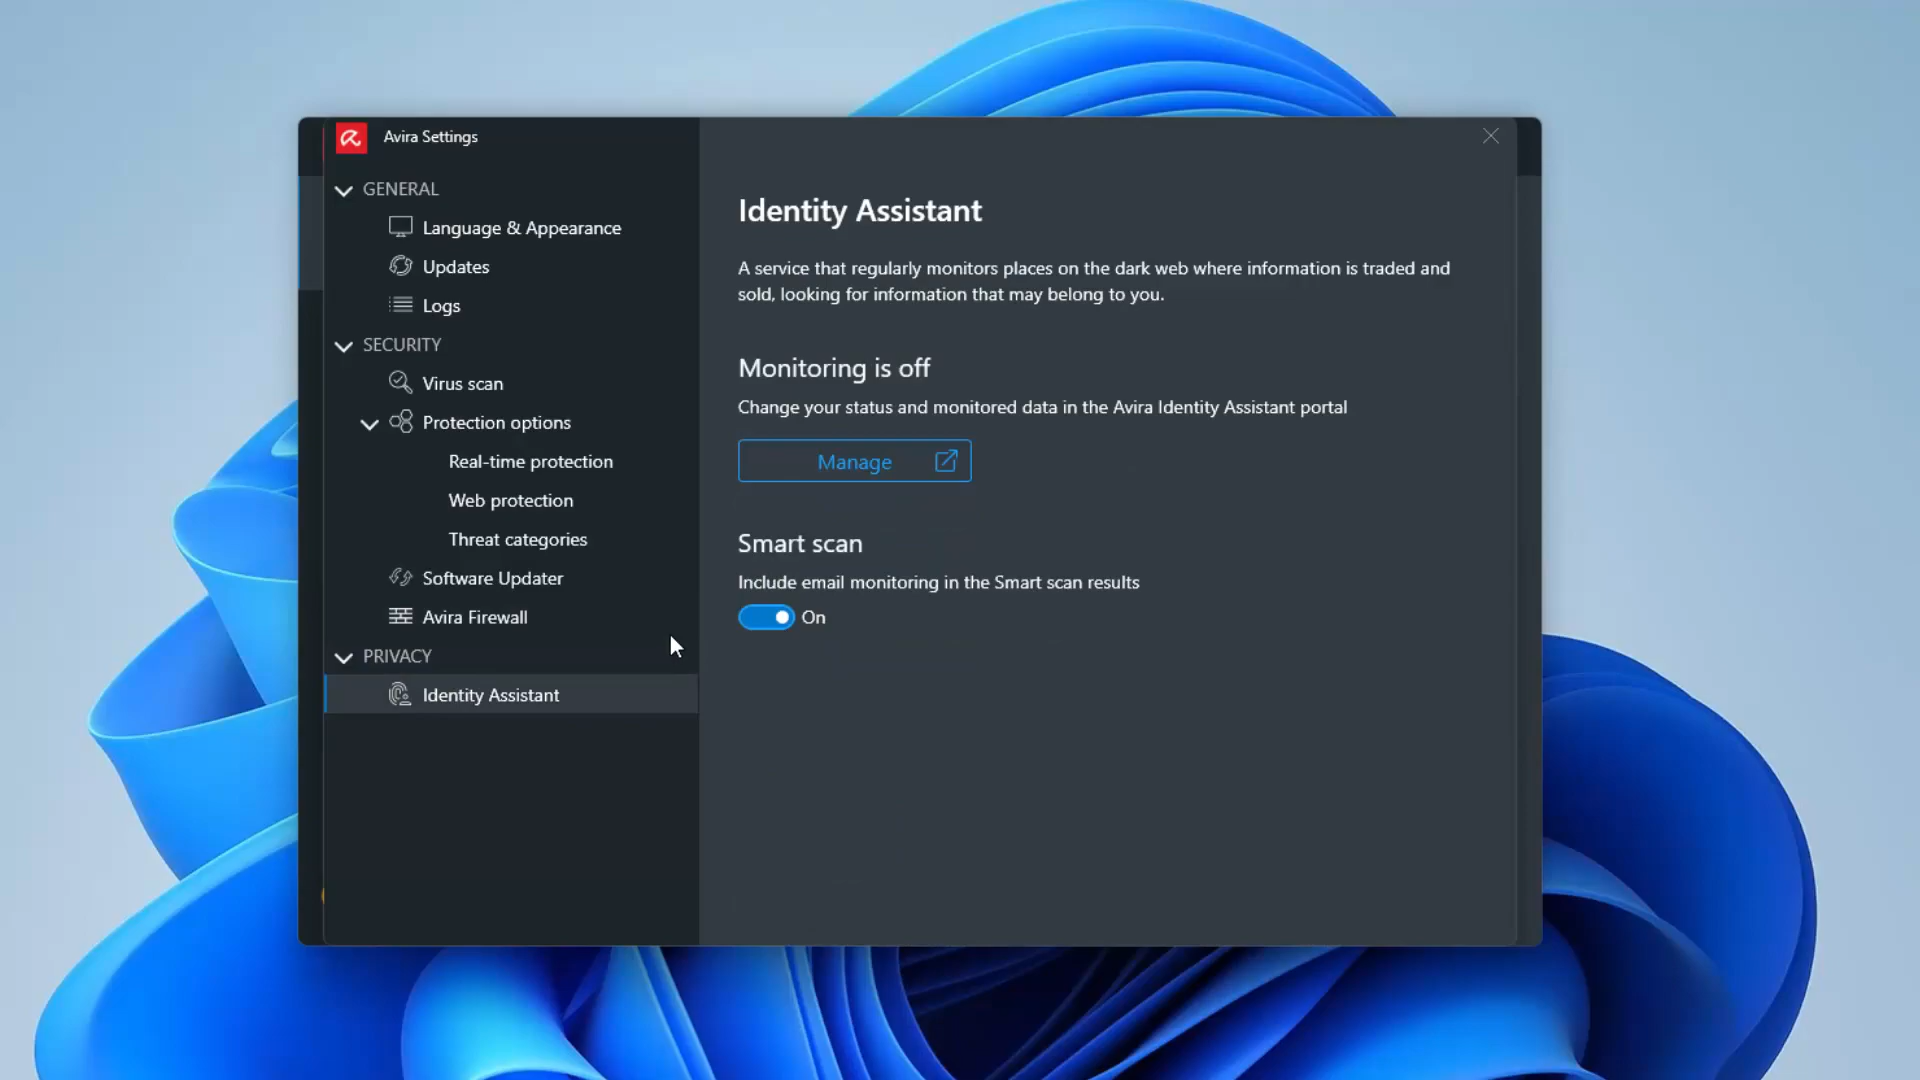 Avira Settings
GENERAL
Language & Appearance
Updates
Logs
SECURITY
Virus scan
Protection options
Real-time protection
Web protection
Threat categories
Software Updater
Avira Firewall
PRIVACY
Identity Assistant
Identity Assistant
A service that regularly monitors places on the dark web where information is traded and
sold, looking for information that may belong to you.
Monitoring is off
Change your status and monitored data in the Avira Identity Assistant portal
Manage
Smart scan
Include email monitoring in the Smart scan results
On